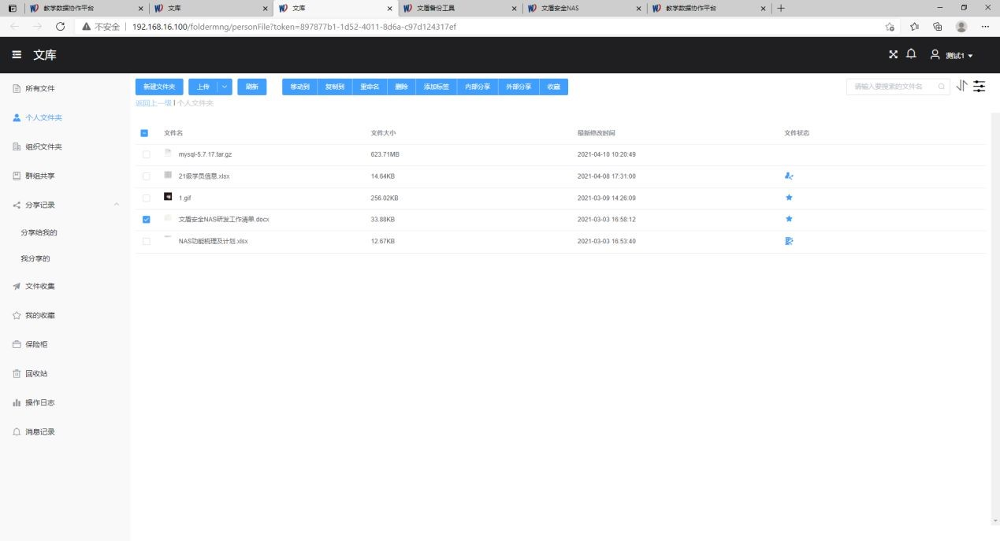 教学数据协作平台 文库 文库 文盾备份工具 文盾安全NAS 教学数据协作平台
不安全 192.168.16.100/foldermng/personFile?token=897877b1-1d52-4011-8d6a-c97d124317ef
文库 测试1
所有文件
个人文件夹
组织文件夹
群组共享
分享记录
分享给我的
我分享的
文件收集
我的收藏
保险柜
回收站
操作日志
消息记录
新建文件夹 上传 刷新 移动到 复制到 重命名 删除 添加标签 内部分享 外部分享 收藏 请输入要搜索的文件名
返回上一级 | 个人文件夹
文件名 文件大小 最新修改时间 文件状态
mysql-5.7.17.tar.gz 623.71MB 2021-04-10 10:20:49
21级学员信息.xlsx 14.64KB 2021-04-08 17:31:00
1.gif 256.02KB 2021-03-09 14:26:09
文盾安全NAS研发工作清单.docx 33.88KB 2021-03-03 16:58:12
NAS功能梳理及计划.xlsx 12.67KB 2021-03-03 16:53:40